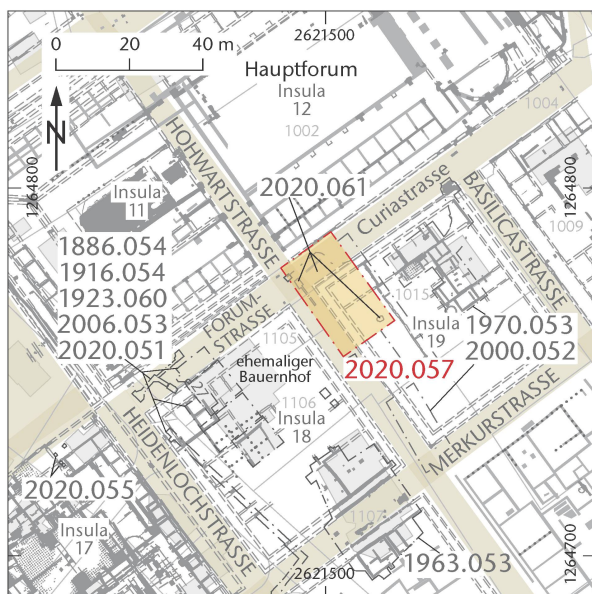 0 20 40 m
2621500
Hauptforum
Insula
12
1002
1004
N
HOHWARTSTRASSE
1264800
1264800
2020.061
Curiastrasse
BASILICASTRASSE
Insula
11
1009
1886.054
1916.054
1923.060
2006.053
2020.051
FORUM-
STRASSE
1015
Insula
19
1970.053
2000.052
1105
ehemaliger
Bauernhof
2020.057
1106
Insula
18
MERKURSTRASSE
HEIDENLOCHSTRASSE
2020.055
Insula
17
1107
1963.053
2621500
1264700